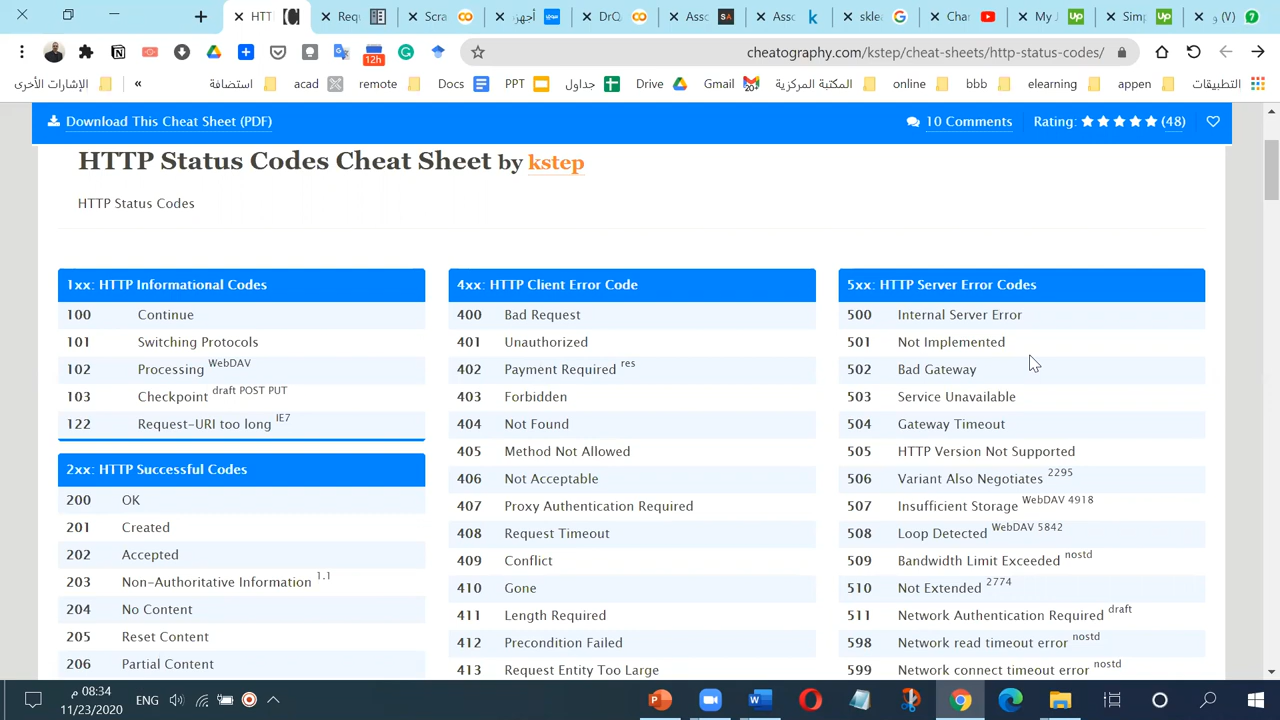 HTT
Requ
Scra
أجهز
DrQ
Assc
Assc
skle
Searc
My J
Simp
(٧) و
cheatography.com/kstep/cheat-sheets/http-status-codes
12h
الإشارات الأخرى
»
استضافة
acad
remote
Docs
PPT
جداول
Drive
Gmail
المكتبة المركزية
online
bbb
elearning
appen
التطبيقات
Download This Cheat Sheet (PDF)
10 Comments
Rating: ★★★★★ (48)
HTTP Status Codes Cheat Sheet by kstep
HTTP Status Codes
1xx: HTTP Informational Codes
100 Continue
101 Switching Protocols
102 Processing WebDAV
103 Checkpoint draft POST PUT
122 Request-URI too long IE7
2xx: HTTP Successful Codes
200 OK
201 Created
202 Accepted
203 Non-Authoritative Information 1.1
204 No Content
205 Reset Content
206 Partial Content
4xx: HTTP Client Error Code
400 Bad Request
401 Unauthorized
402 Payment Required res
403 Forbidden
404 Not Found
405 Method Not Allowed
406 Not Acceptable
407 Proxy Authentication Required
408 Request Timeout
409 Conflict
410 Gone
411 Length Required
412 Precondition Failed
413 Request Entity Too Large
5xx: HTTP Server Error Codes
500 Internal Server Error
501 Not Implemented
502 Bad Gateway
503 Service Unavailable
504 Gateway Timeout
505 HTTP Version Not Supported
506 Variant Also Negotiates 2295
507 Insufficient Storage WebDAV 4918
508 Loop Detected WebDAV 5842
509 Bandwidth Limit Exceeded nostd
510 Not Extended 2774
511 Network Authentication Required draft
598 Network read timeout error nostd
599 Network connect timeout error nostd
08:34 م
11/23/2020
ENG